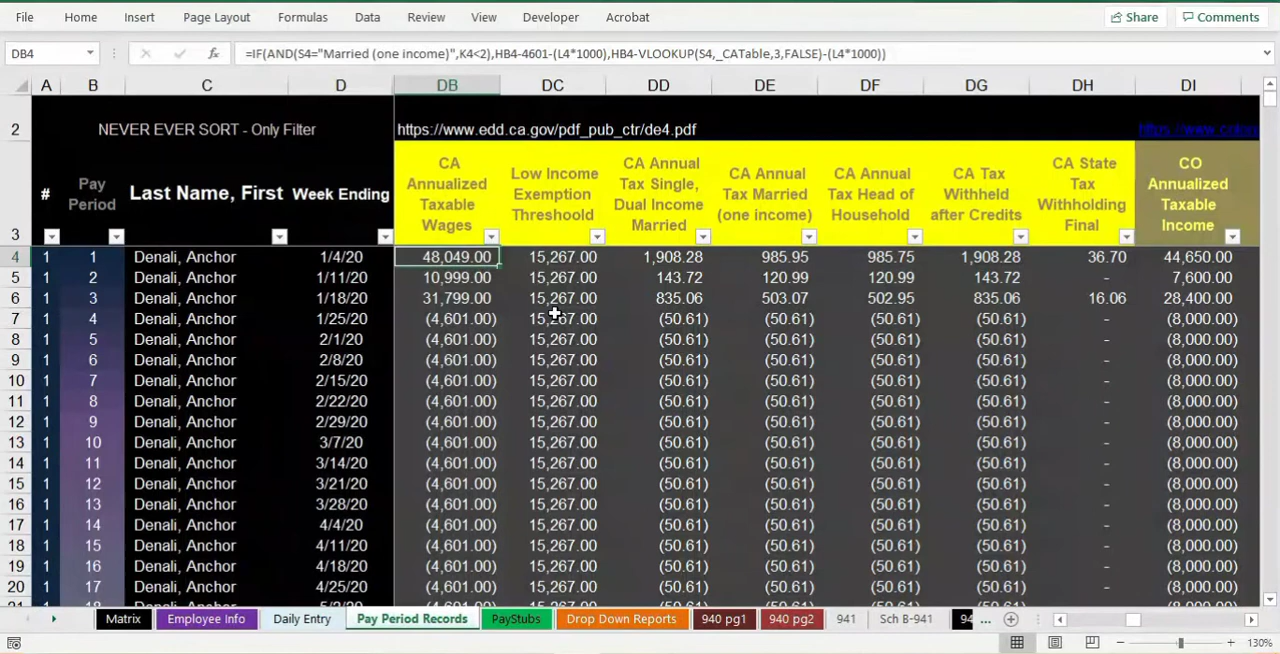 File Home Insert Page Layout Formulas Data Review View Developer Acrobat Share Comments
DB4 fx =IF(AND(S4="Married (one income)",K4<2),HB4-4601-(L4*1000),HB4-VLOOKUP(S4,_CATable,3,FALSE)-(L4*1000))
A B C D DB DC DD DE DF DG DH DI
2 NEVER EVER SORT - Only Filter https://www.edd.ca.gov/pdf_pub_ctr/de4.pdf
3 # Pay Period Last Name, First Week Ending CA Annualized Taxable Wages Low Income Exemption Threshoold CA Annual Tax Single, Dual Income Married CA Annual Tax Married (one income) CA Annual Tax Head of Household CA Tax Withheld after Credits CA State Tax Withholding Final CO Annualized Taxable Income
4 1 1 Denali, Anchor 1/4/20 48,049.00 15,267.00 1,908.28 985.95 985.75 1,908.28 36.70 44,650.00
5 1 2 Denali, Anchor 1/11/20 10,999.00 15,267.00 143.72 120.99 120.99 143.72 - 7,600.00
6 1 3 Denali, Anchor 1/18/20 31,799.00 15,267.00 835.06 503.07 502.95 835.06 16.06 28,400.00
7 1 4 Denali, Anchor 1/25/20 (4,601.00) 15,267.00 (50.61) (50.61) (50.61) (50.61) - (8,000.00)
8 1 5 Denali, Anchor 2/1/20 (4,601.00) 15,267.00 (50.61) (50.61) (50.61) (50.61) - (8,000.00)
9 1 6 Denali, Anchor 2/8/20 (4,601.00) 15,267.00 (50.61) (50.61) (50.61) (50.61) - (8,000.00)
10 1 7 Denali, Anchor 2/15/20 (4,601.00) 15,267.00 (50.61) (50.61) (50.61) (50.61) - (8,000.00)
11 1 8 Denali, Anchor 2/22/20 (4,601.00) 15,267.00 (50.61) (50.61) (50.61) (50.61) - (8,000.00)
12 1 9 Denali, Anchor 2/29/20 (4,601.00) 15,267.00 (50.61) (50.61) (50.61) (50.61) - (8,000.00)
13 1 10 Denali, Anchor 3/7/20 (4,601.00) 15,267.00 (50.61) (50.61) (50.61) (50.61) - (8,000.00)
14 1 11 Denali, Anchor 3/14/20 (4,601.00) 15,267.00 (50.61) (50.61) (50.61) (50.61) - (8,000.00)
15 1 12 Denali, Anchor 3/21/20 (4,601.00) 15,267.00 (50.61) (50.61) (50.61) (50.61) - (8,000.00)
16 1 13 Denali, Anchor 3/28/20 (4,601.00) 15,267.00 (50.61) (50.61) (50.61) (50.61) - (8,000.00)
17 1 14 Denali, Anchor 4/4/20 (4,601.00) 15,267.00 (50.61) (50.61) (50.61) (50.61) - (8,000.00)
18 1 15 Denali, Anchor 4/11/20 (4,601.00) 15,267.00 (50.61) (50.61) (50.61) (50.61) - (8,000.00)
19 1 16 Denali, Anchor 4/18/20 (4,601.00) 15,267.00 (50.61) (50.61) (50.61) (50.61) - (8,000.00)
20 1 17 Denali, Anchor 4/25/20 (4,601.00) 15,267.00 (50.61) (50.61) (50.61) (50.61) - (8,000.00)
Matrix Employee Info Daily Entry Pay Period Records PayStubs Drop Down Reports 940 pg1 940 pg2 941 Sch B-941 94 ...
130%